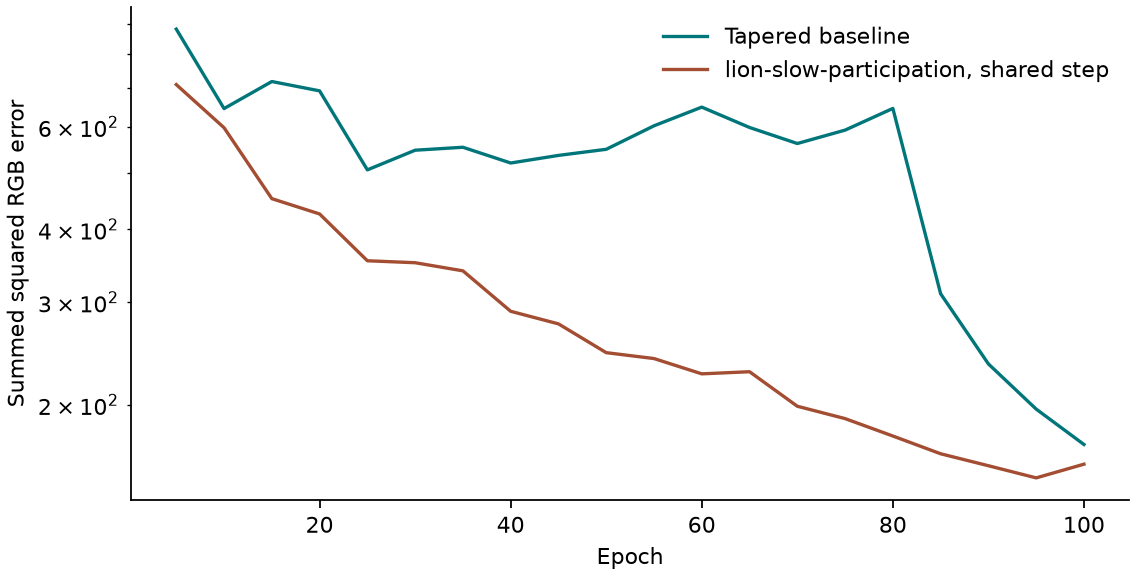 Tapered baseline
lion-slow-participation, shared step
Summed squared RGB error
6 × 10²
4 × 10²
3 × 10²
2 × 10²
20 40 60 80 100
Epoch